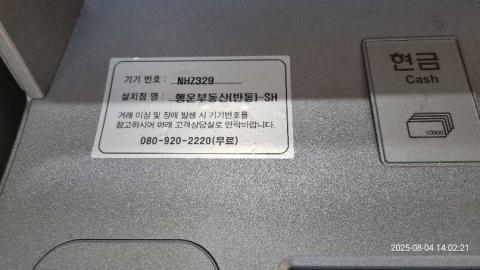 기기 번호 : NHZ329
설치점 명 : 행운부동산(반동)-SH
거래 이상 및 장애 발생 시 기기번호를
참고하시어 아래 고객상담실로 연락바랍니다.
080-920-2220(무료)
현금
Cash
10000
2025-08-04 14:02:21